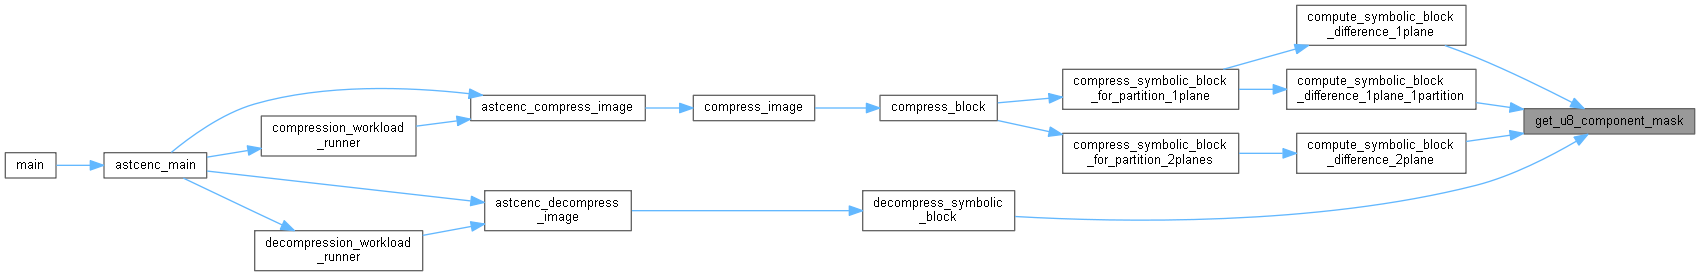 main
astcenc_main
compression_workload
_runner
decompression_workload
_runner
astcenc_compress_image
astcenc_decompress
_image
compress_image
compress_block
decompress_symbolic
_block
compress_symbolic_block
_for_partition_1plane
compress_symbolic_block
_for_partition_2planes
compute_symbolic_block
_difference_1plane
compute_symbolic_block
_difference_1plane_1partition
compute_symbolic_block
_difference_2plane
get_u8_component_mask